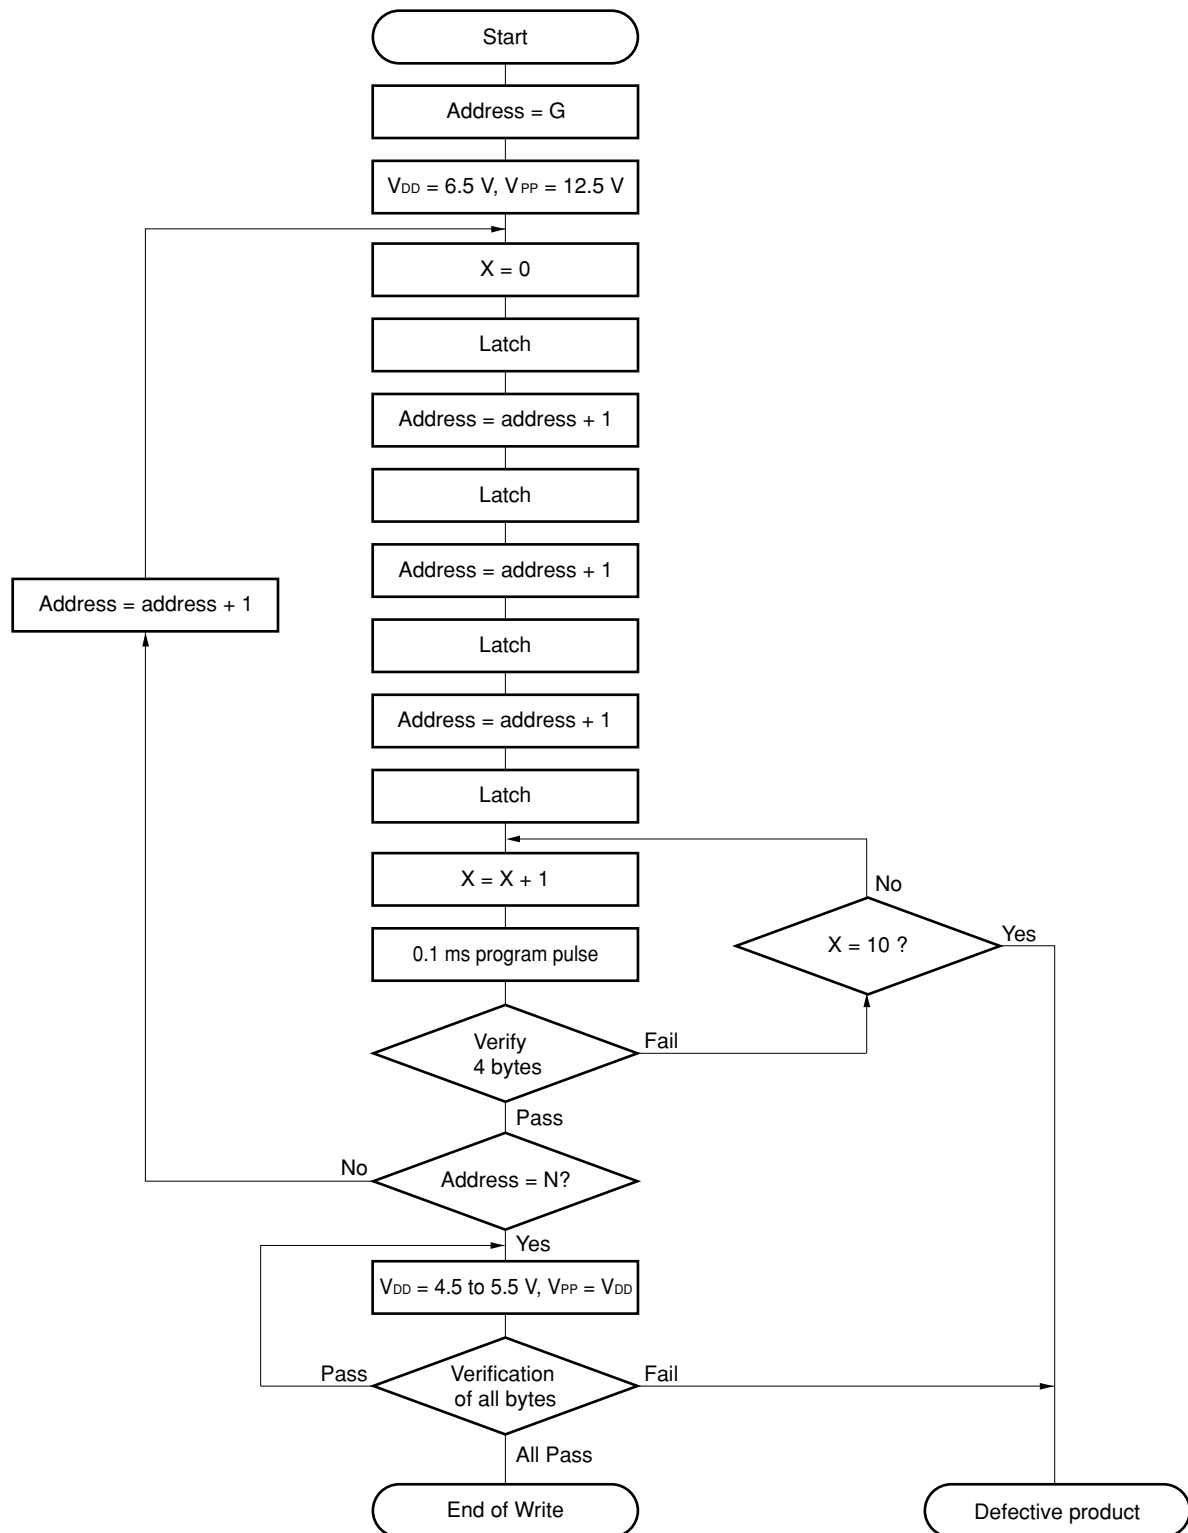 Start
Address = G
VDD = 6.5 V, VPP = 12.5 V
X = 0
Latch
Address = address + 1
Latch
Address = address + 1
Address = address + 1
Latch
Address = address + 1
Latch
X = X + 1
No
X = 10 ?
Yes
0.1 ms program pulse
Verify
4 bytes
Fail
Pass
No
Address = N?
Yes
VDD = 4.5 to 5.5 V, VPP = VDD
Pass
Verification
of all bytes
Fail
All Pass
End of Write
Defective product